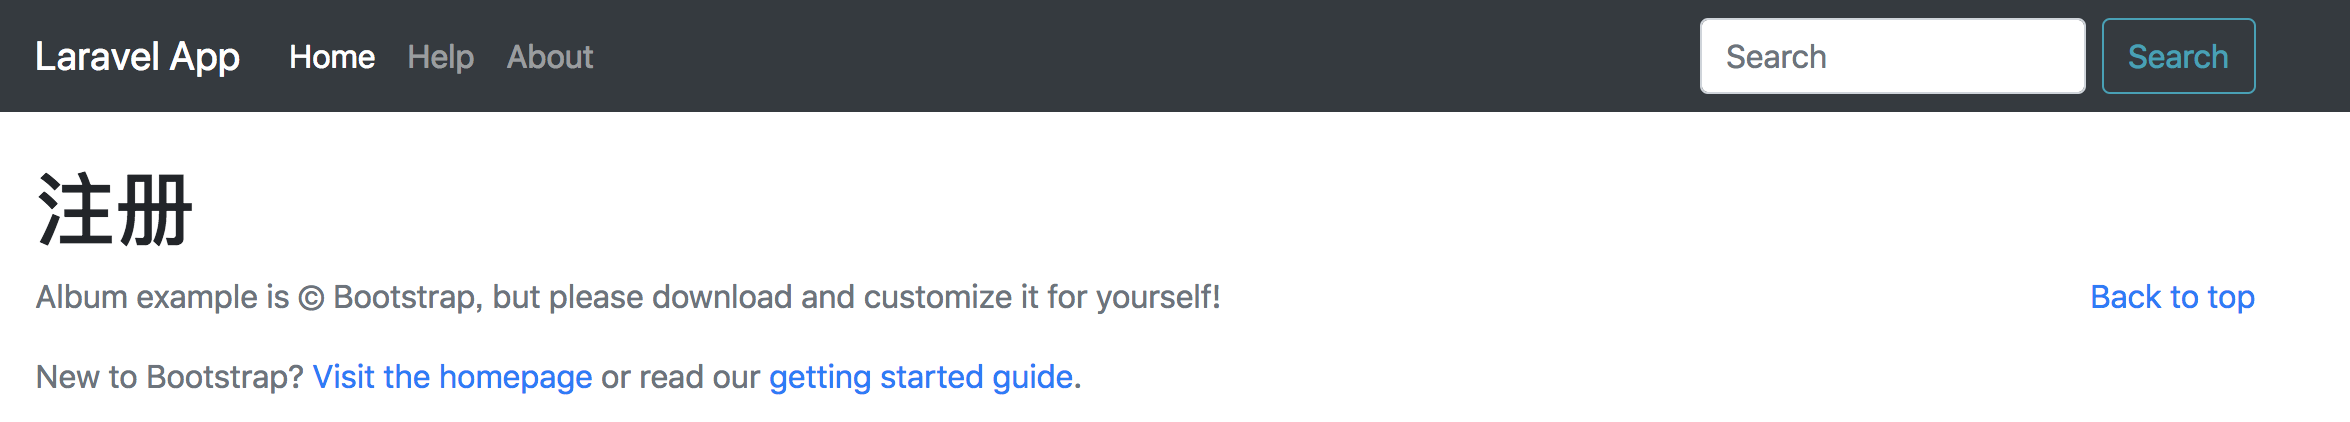 Laravel App Home Help About Search Search
注册
Album example is © Bootstrap, but please download and customize it for yourself! Back to top
New to Bootstrap? Visit the homepage or read our getting started guide.